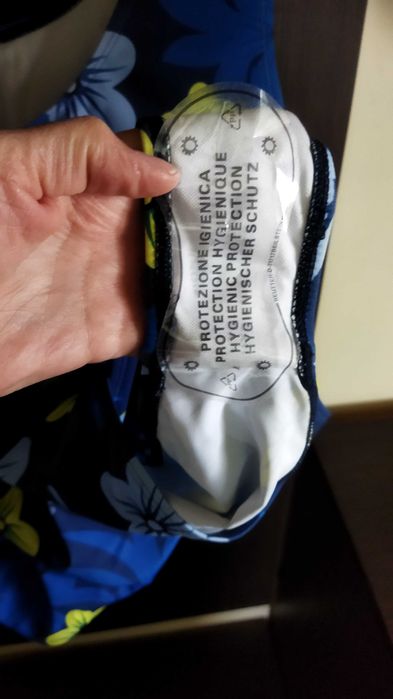 PROTEZIONE IGIENICA
PROTECTION HYGIENIQUE
HYGIENIC PROTECTION
HYGIENISCHER SCHUTZ